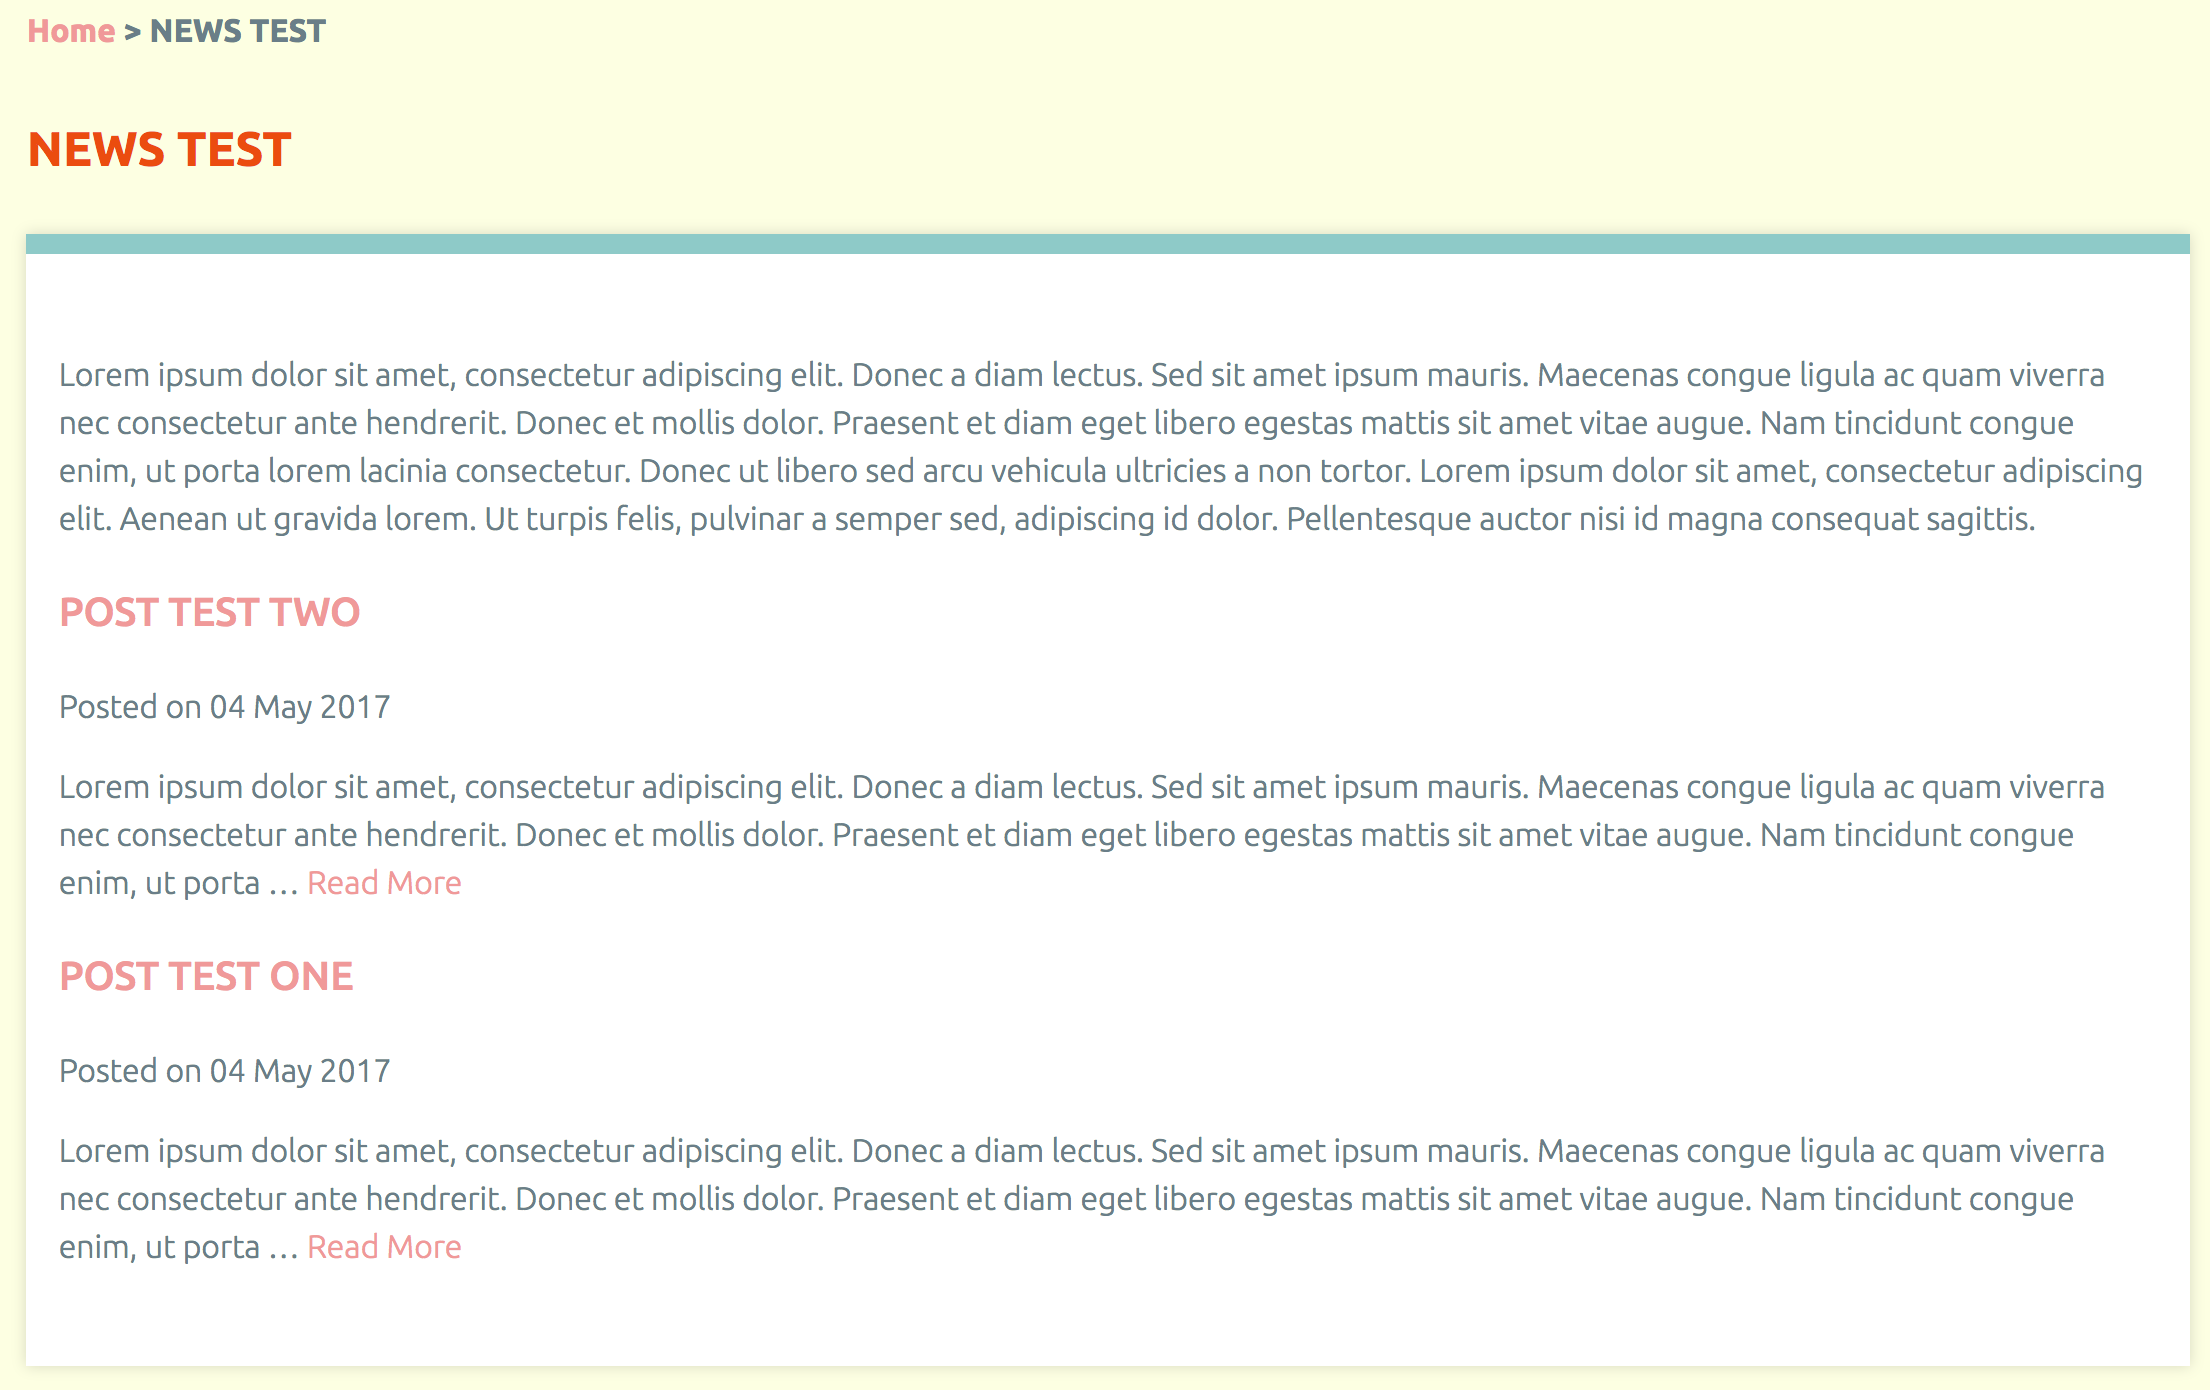 Home > NEWS TEST
NEWS TEST
Lorem ipsum dolor sit amet, consectetur adipiscing elit. Donec a diam lectus. Sed sit amet ipsum mauris. Maecenas congue ligula ac quam viverra
nec consectetur ante hendrerit. Donec et mollis dolor. Praesent et diam eget libero egestas mattis sit amet vitae augue. Nam tincidunt congue
enim, ut porta lorem lacinia consectetur. Donec ut libero sed arcu vehicula ultricies a non tortor. Lorem ipsum dolor sit amet, consectetur adipiscing
elit. Aenean ut gravida lorem. Ut turpis felis, pulvinar a semper sed, adipiscing id dolor. Pellentesque auctor nisi id magna consequat sagittis.
POST TEST TWO
Posted on 04 May 2017
Lorem ipsum dolor sit amet, consectetur adipiscing elit. Donec a diam lectus. Sed sit amet ipsum mauris. Maecenas congue ligula ac quam viverra
nec consectetur ante hendrerit. Donec et mollis dolor. Praesent et diam eget libero egestas mattis sit amet vitae augue. Nam tincidunt congue
enim, ut porta … Read More
POST TEST ONE
Posted on 04 May 2017
Lorem ipsum dolor sit amet, consectetur adipiscing elit. Donec a diam lectus. Sed sit amet ipsum mauris. Maecenas congue ligula ac quam viverra
nec consectetur ante hendrerit. Donec et mollis dolor. Praesent et diam eget libero egestas mattis sit amet vitae augue. Nam tincidunt congue
enim, ut porta … Read More